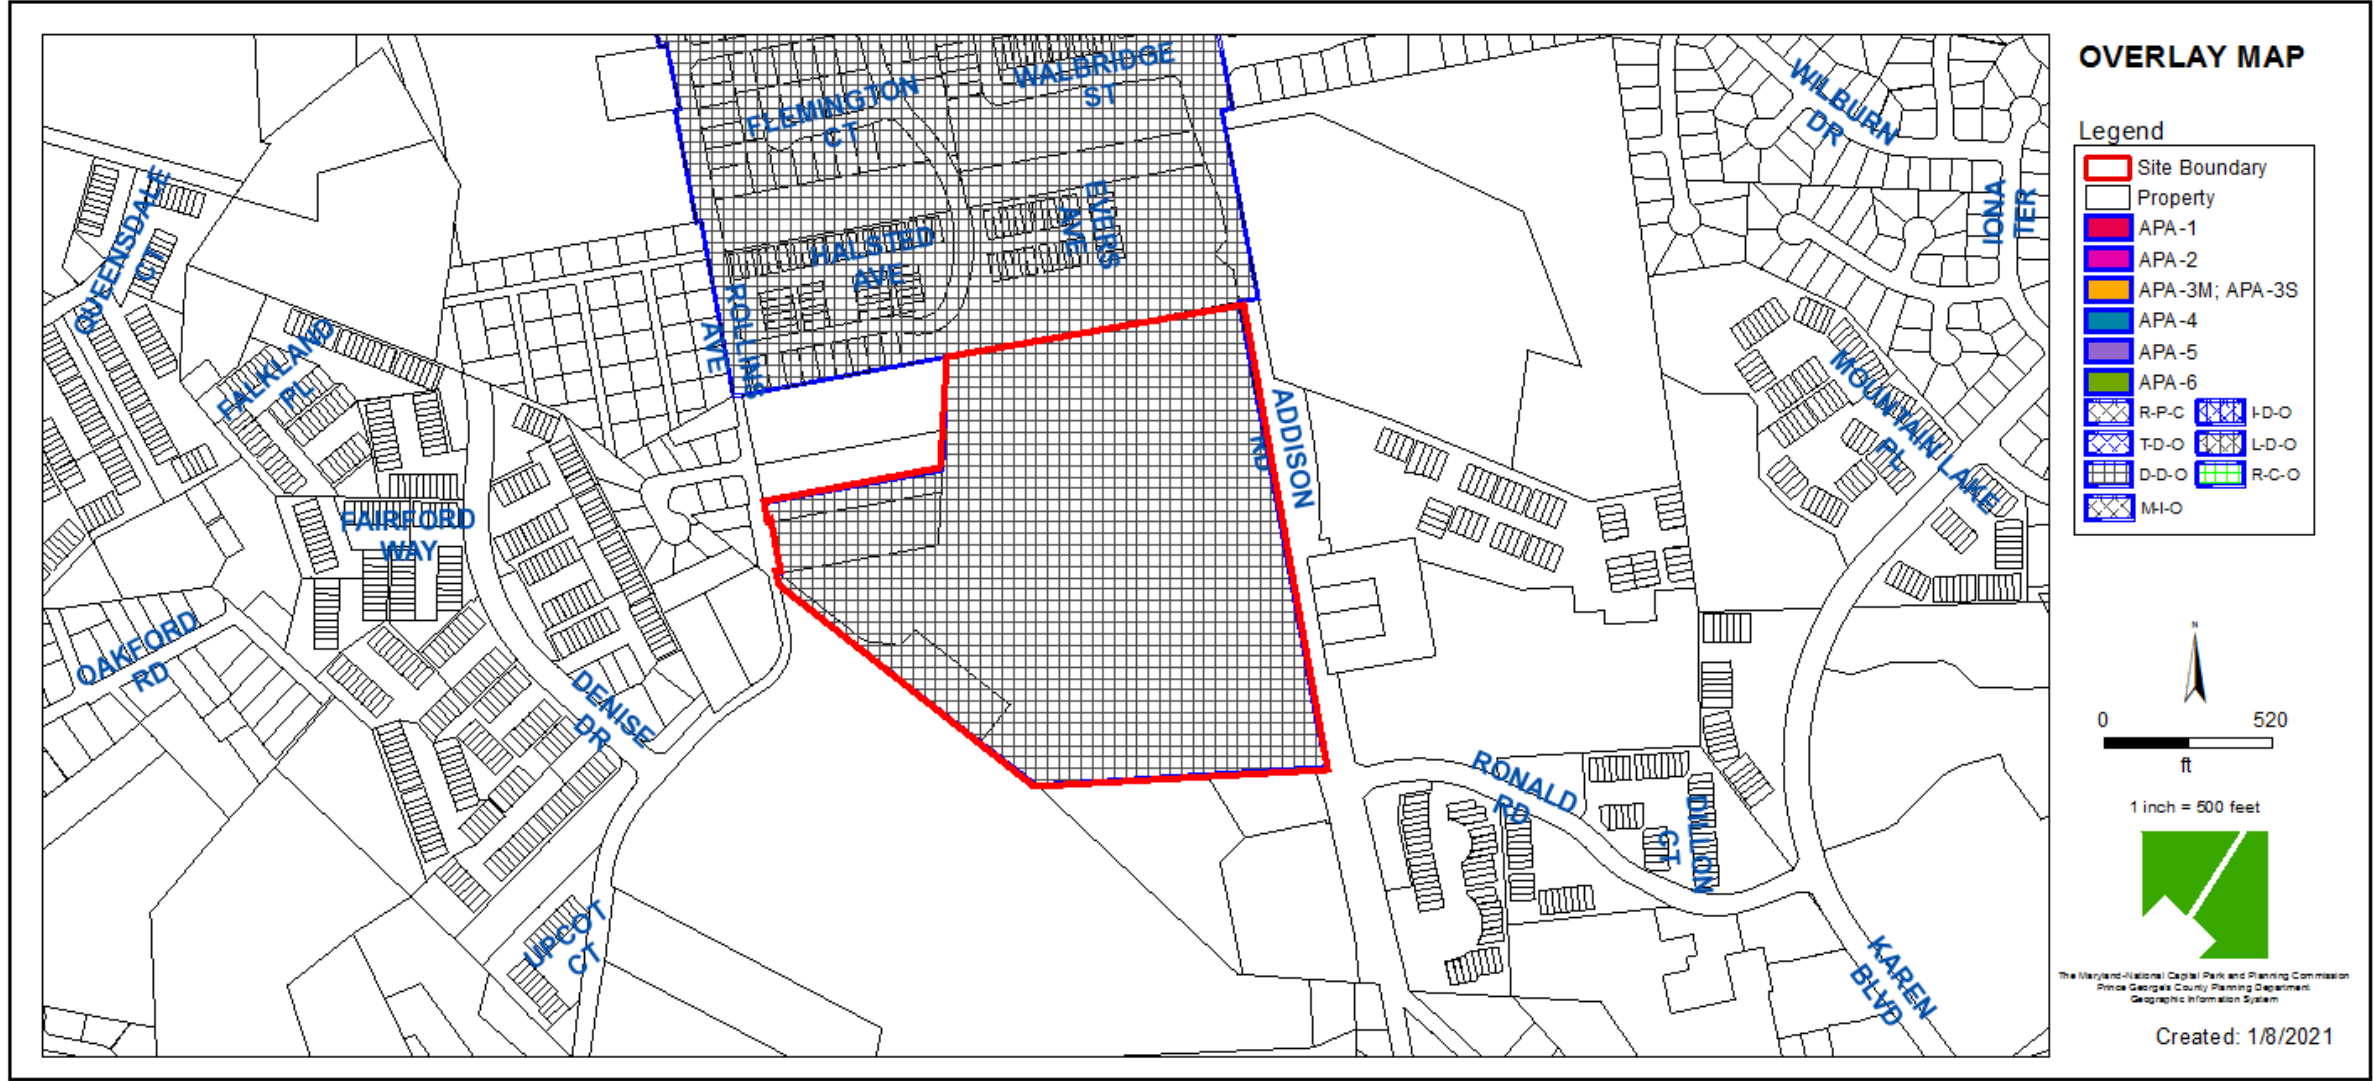 OVERLAY MAP
Legend
Site Boundary
Property
APA-1
APA-2
APA-3M; APA-3S
APA-4
APA-5
APA-6
R-P-C
I-D-O
T-D-O
L-D-O
D-D-O
R-C-O
M-I-O
N
0 520
ft
1 inch = 500 feet
The Maryland-National Capital Park and Planning Commission
Prince George's County Planning Department
Geographic Information System
Created: 1/8/2021
WALBRIDGE
ST
FLEMINGTON
CT
WILBURN
DR
QUEENSDALE
CT
EVERS
AVE
IONA
TER
HALSTED
AVE
ROLLINS
AVE
FALKLAND
PL
MOUNTAIN LAKE
PL
ADDISON
RD
FAIRFORD
WAY
OAKFORD
RD
DENISE
DR
RONALD
RD
DILLON
CT
UPCOT
CT
KAREN
BLVD